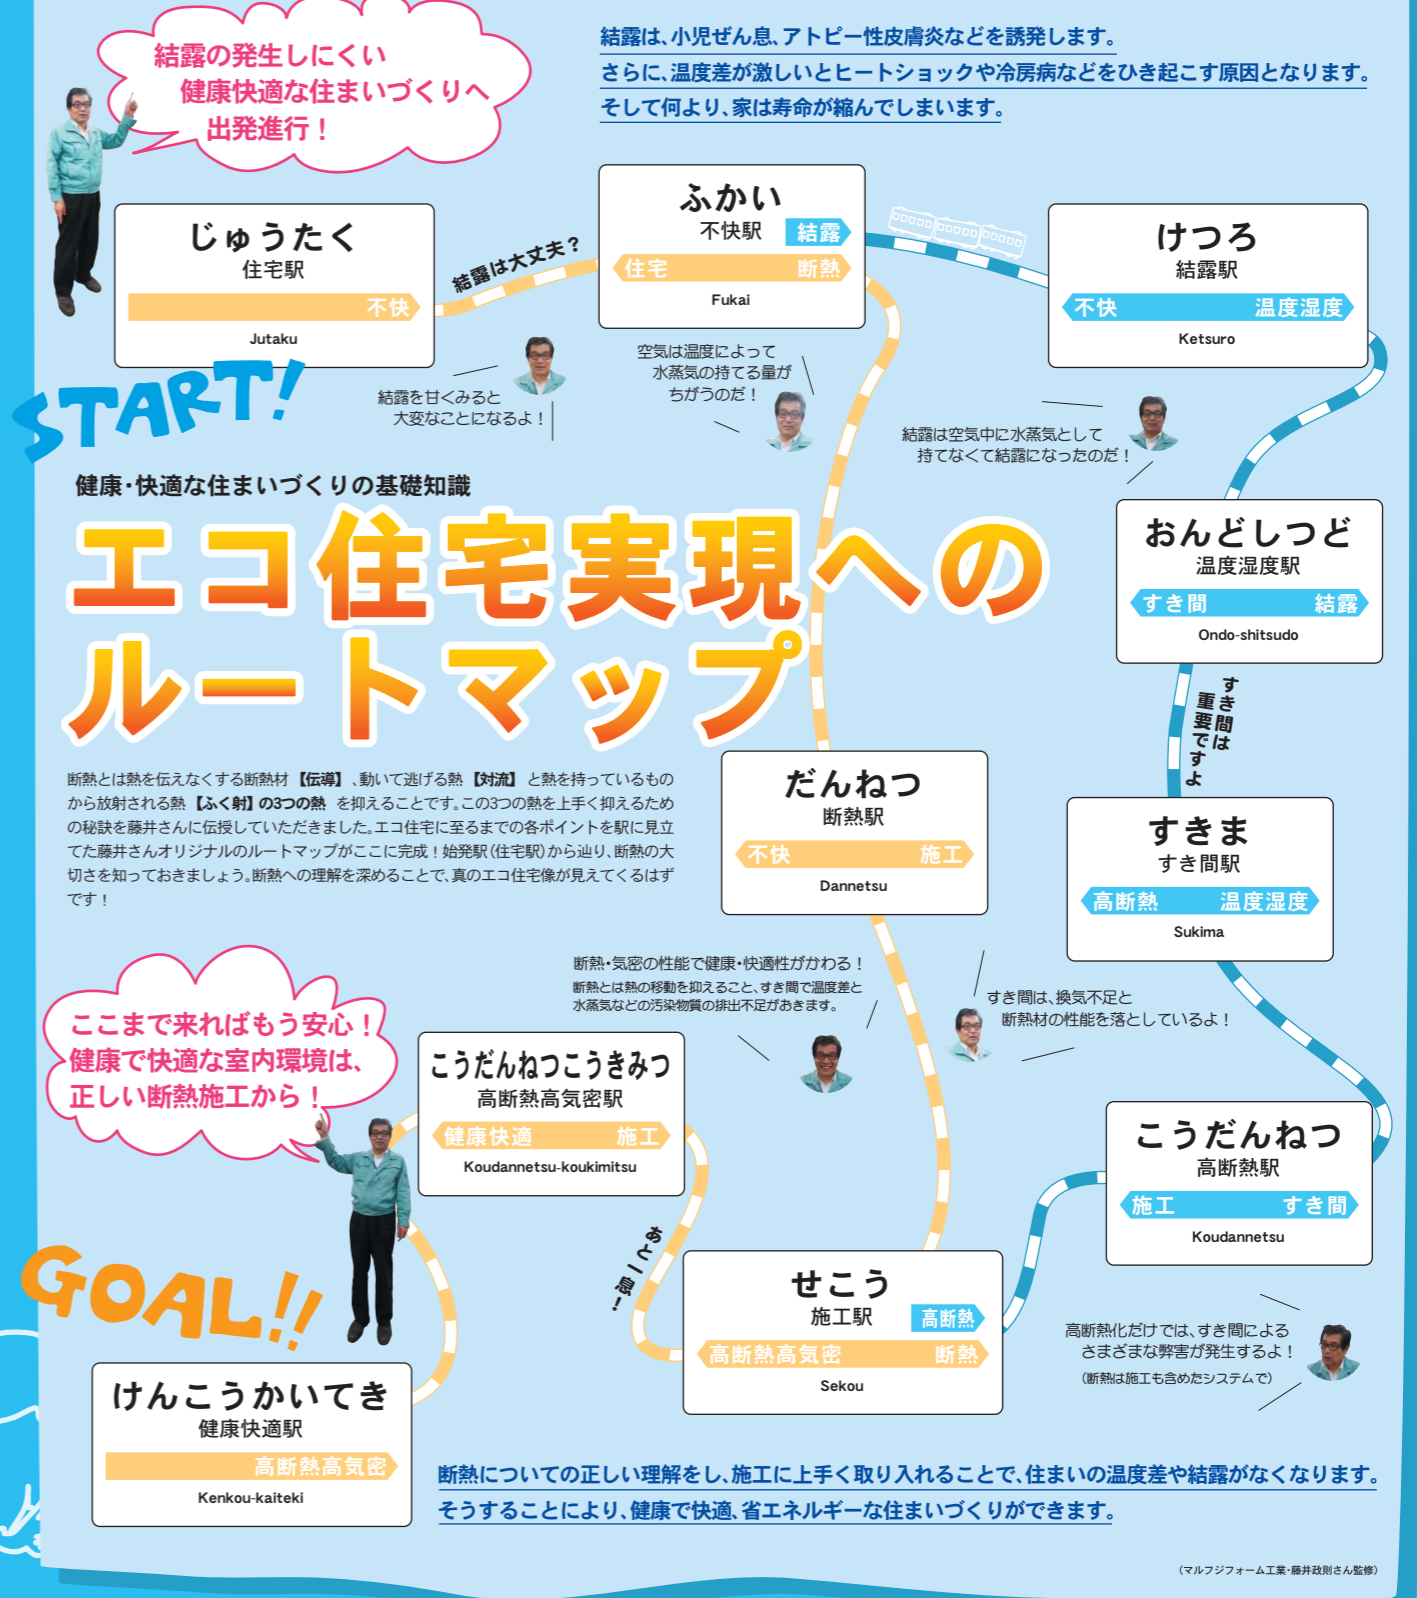 結露の発生しにくい
健康快適な住まいづくりへ
出発進行！
結露は、小児ぜん息、アトピー性皮膚炎などを誘発します。
さらに、温度差が激しいとヒートショックや冷房病などをひき起こす原因となります。
そして何より、家は寿命が縮んでしまいます。
じゅうたく
住宅駅
不快
Jutaku
START!
結露は大丈夫？
ふかい
不快駅
結露
住宅 断熱
Fukai
けつろ
結露駅
不快 温度湿度
Ketsuro
結露を甘くみると
大変なことになるよ！
空気は温度によって
水蒸気の持てる量が
ちがうのだ！
結露は空気中に水蒸気として
持てなくて結露になったのだ！
健康・快適な住まいづくりの基礎知識
エコ住宅実現への
ルートマップ
おんどしつど
温度湿度駅
すき間 結露
Ondo-shitsudo
すき間は
重要ですよ
断熱とは熱を伝えなくする断熱材【伝導】、動いて逃げる熱【対流】と熱を持っているもの
から放射される熱【ふく射】の3つの熱 を抑えることです。この3つの熱を上手く抑えるため
の秘訣を藤井さんに伝授していただきました。エコ住宅に至るまでの各ポイントを駅に見立
てた藤井さんオリジナルのルートマップがここに完成！始発駅（住宅駅）から辿り、断熱の大
切さを知っておきましょう。断熱への理解を深めることで、真のエコ住宅像が見えてくるはず
です！
だんねつ
断熱駅
不快 施工
Dannetsu
すきま
すき間駅
高断熱 温度湿度
Sukima
断熱・気密の性能で健康・快適性がかわる！
断熱とは熱の移動を抑えること、すき間で温度差と
水蒸気などの汚染物質の排出不足がおきます。
すき間は、換気不足と
断熱材の性能を落としているよ！
ここまで来ればもう安心！
健康で快適な室内環境は、
正しい断熱施工から！
こうだんねつこうきみつ
高断熱高気密駅
健康快適 施工
Koudannetsu-koukimitsu
こうだんねつ
高断熱駅
施工 すき間
Koudannetsu
あと一息！
GOAL!!
せこう
施工駅
高断熱
高断熱高気密 断熱
Sekou
高断熱化だけでは、すき間による
さまざまな弊害が発生するよ！
（断熱は施工も含めたシステムで）
けんこうかいてき
健康快適駅
高断熱高気密
Kenkou-kaiteki
断熱についての正しい理解をし、施工に上手く取り入れることで、住まいの温度差や結露がなくなります。
そうすることにより、健康で快適、省エネルギーな住まいづくりができます。
（マルフジフォーム工業・藤井政則さん監修）